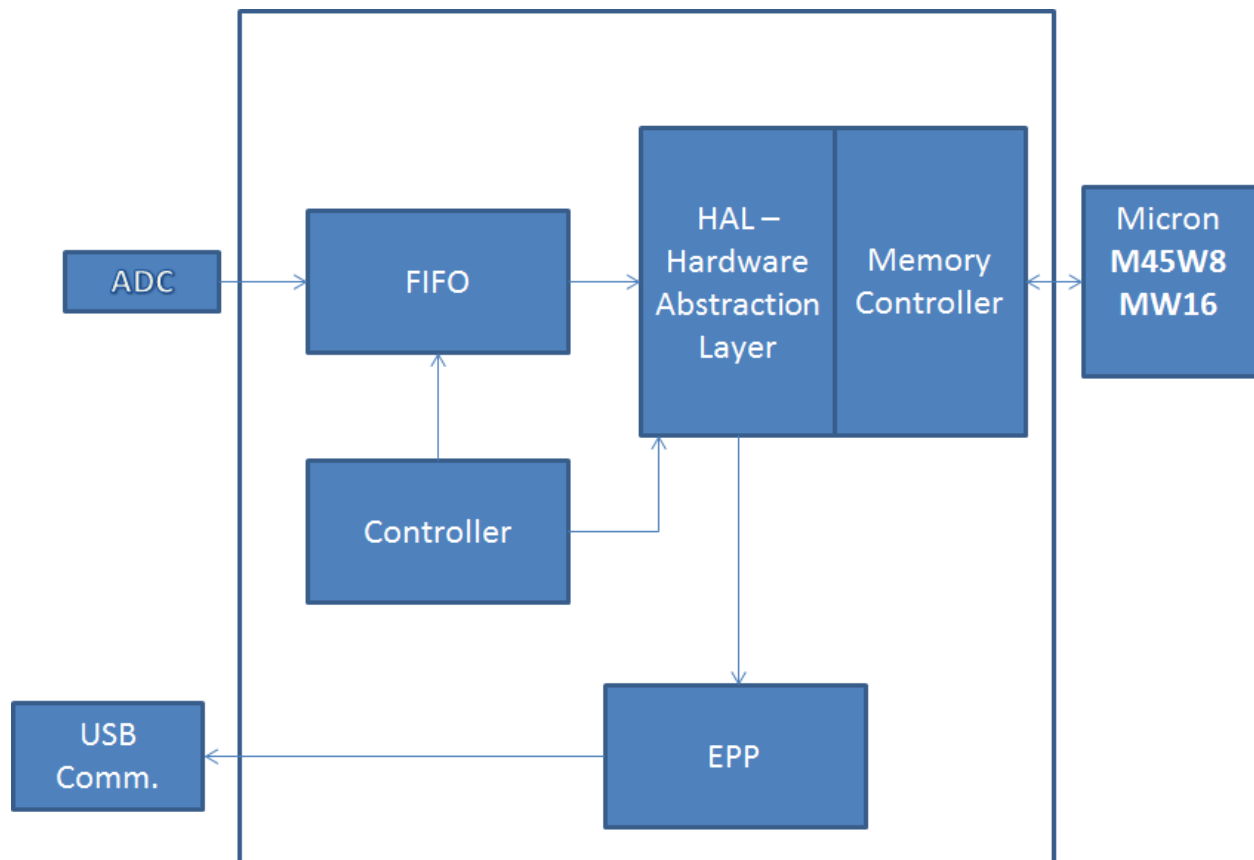 ADC
FIFO
HAL –
Hardware
Abstraction
Layer
Memory
Controller
Micron
M45W8
MW16
Controller
USB
Comm.
EPP